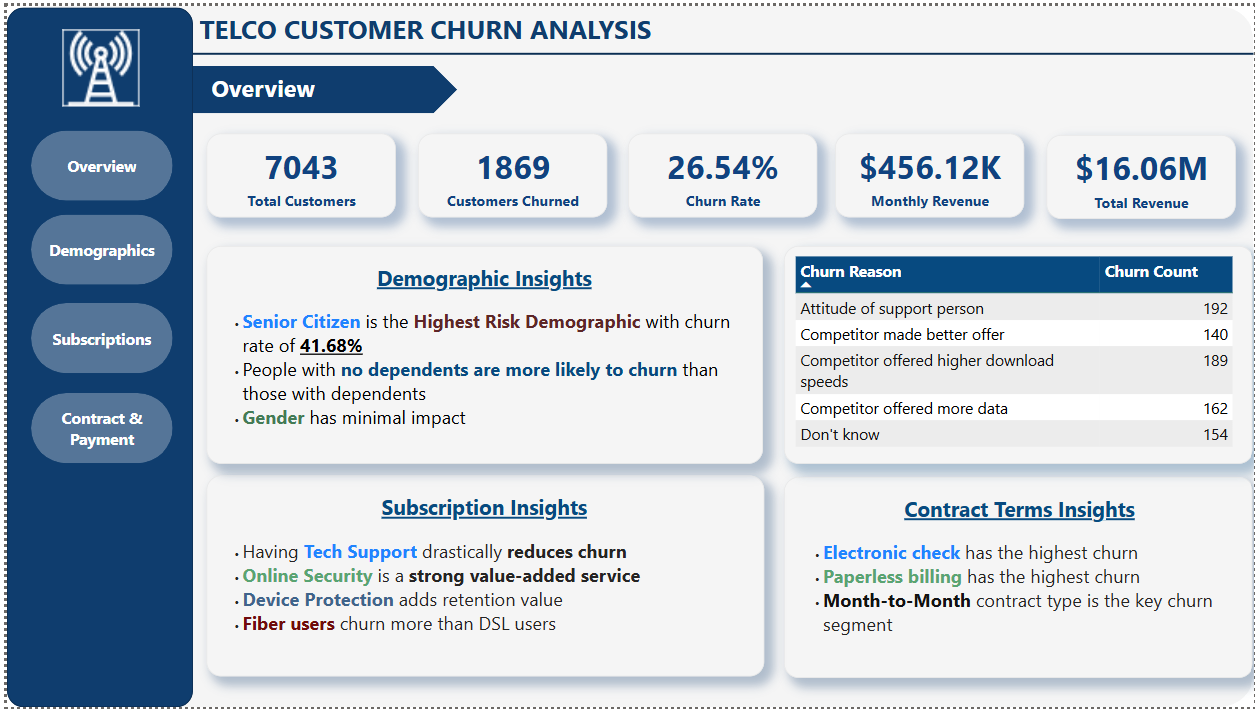 TELCO CUSTOMER CHURN ANALYSIS
Overview
Overview
Demographics
Subscriptions
Contract &
Payment
7043
Total Customers
1869
Customers Churned
26.54%
Churn Rate
$456.12K
Monthly Revenue
$16.06M
Total Revenue
Demographic Insights
• Senior Citizen is the Highest Risk Demographic with churn
rate of 41.68%
• People with no dependents are more likely to churn than
those with dependents
• Gender has minimal impact
Churn Reason Churn Count
Attitude of support person 192
Competitor made better offer 140
Competitor offered higher download 189
speeds
Competitor offered more data 162
Don't know 154
Subscription Insights
• Having Tech Support drastically reduces churn
• Online Security is a strong value-added service
• Device Protection adds retention value
• Fiber users churn more than DSL users
Contract Terms Insights
• Electronic check has the highest churn
• Paperless billing has the highest churn
• Month-to-Month contract type is the key churn
segment